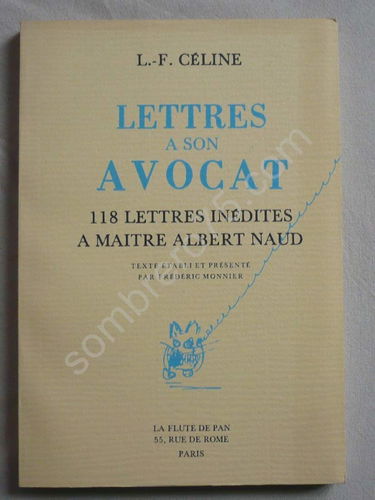 L.-F. CÉLINE
LETTRES
A SON
AVOCAT
118 LETTRES INÉDITES
A MAITRE ALBERT NAUD
TEXTE ÉTABLI ET PRÉSENTÉ
PAR FRÉDÉRIC MONNIER
LA FLUTE DE PAN
55, RUE DE ROME
PARIS